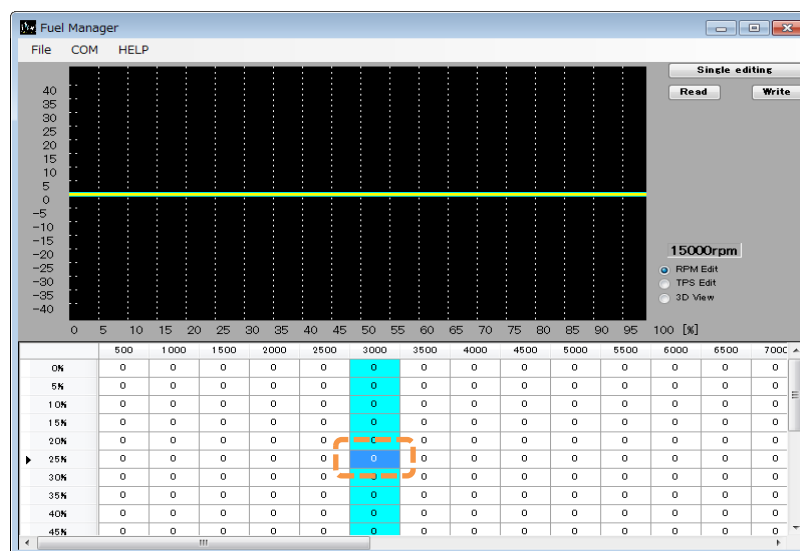 Fuel Manager
File COM HELP
Single editing
Read Write
40
35
30
25
20
15
10
5
0
-5
-10
-15
-20
-25
-30
-35
-40
15000rpm
RPM Edit
TPS Edit
3D View
0 5 10 15 20 25 30 35 40 45 50 55 60 65 70 75 80 85 90 95 100 [%]
500 1000 1500 2000 2500 3000 3500 4000 4500 5000 5500 6000 6500 7000
0% 0 0 0 0 0 0 0 0 0 0 0 0 0 0
5% 0 0 0 0 0 0 0 0 0 0 0 0 0 0
10% 0 0 0 0 0 0 0 0 0 0 0 0 0 0
15% 0 0 0 0 0 0 0 0 0 0 0 0 0 0
20% 0 0 0 0 0 0 0 0 0 0 0 0 0 0
25% 0 0 0 0 0 0 0 0 0 0 0 0 0 0
30% 0 0 0 0 0 0 0 0 0 0 0 0 0 0
35% 0 0 0 0 0 0 0 0 0 0 0 0 0 0
40% 0 0 0 0 0 0 0 0 0 0 0 0 0 0
45% 0 0 0 0 0 0 0 0 0 0 0 0 0 0